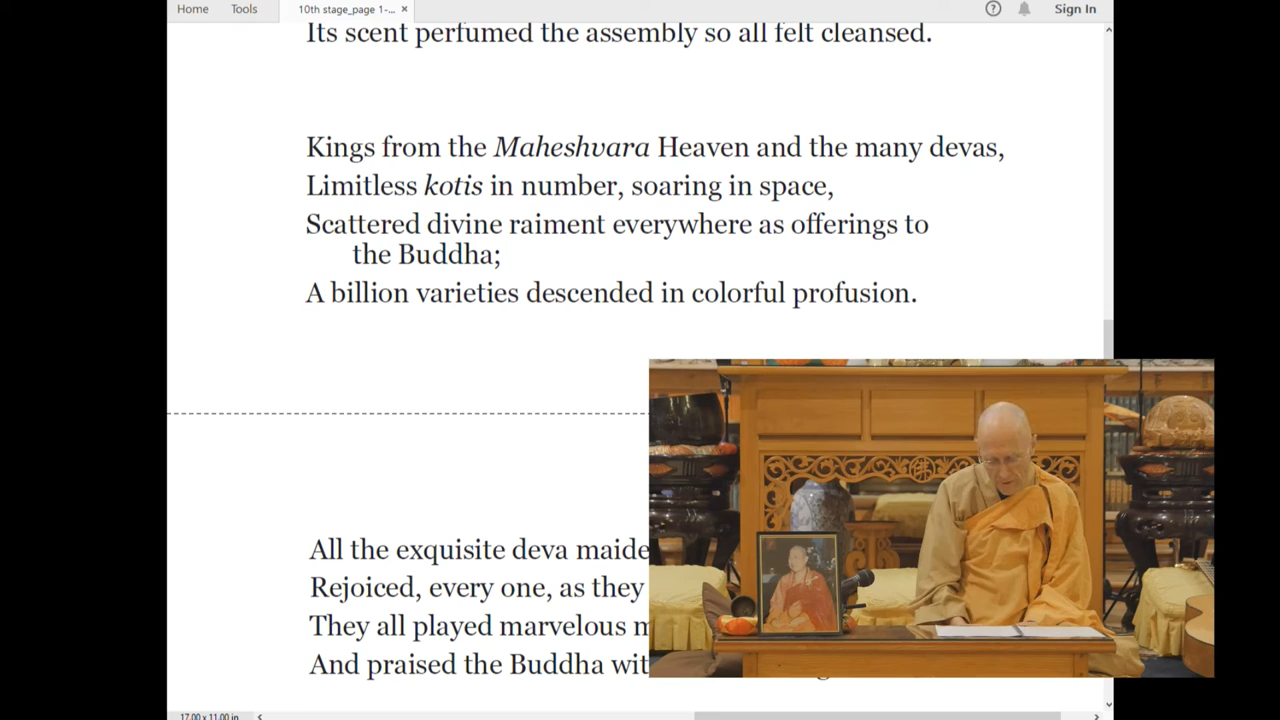 Home Tools 10th stage_page 1-... × Sign In
Its scent perfumed the assembly so all felt cleansed.
Kings from the Maheshvara Heaven and the many devas,
Limitless kotis in number, soaring in space,
Scattered divine raiment everywhere as offerings to
the Buddha;
A billion varieties descended in colorful profusion.
All the exquisite deva maide
Rejoiced, every one, as they
They all played marvelous m
And praised the Buddha wit
17.00 x 11.00 in